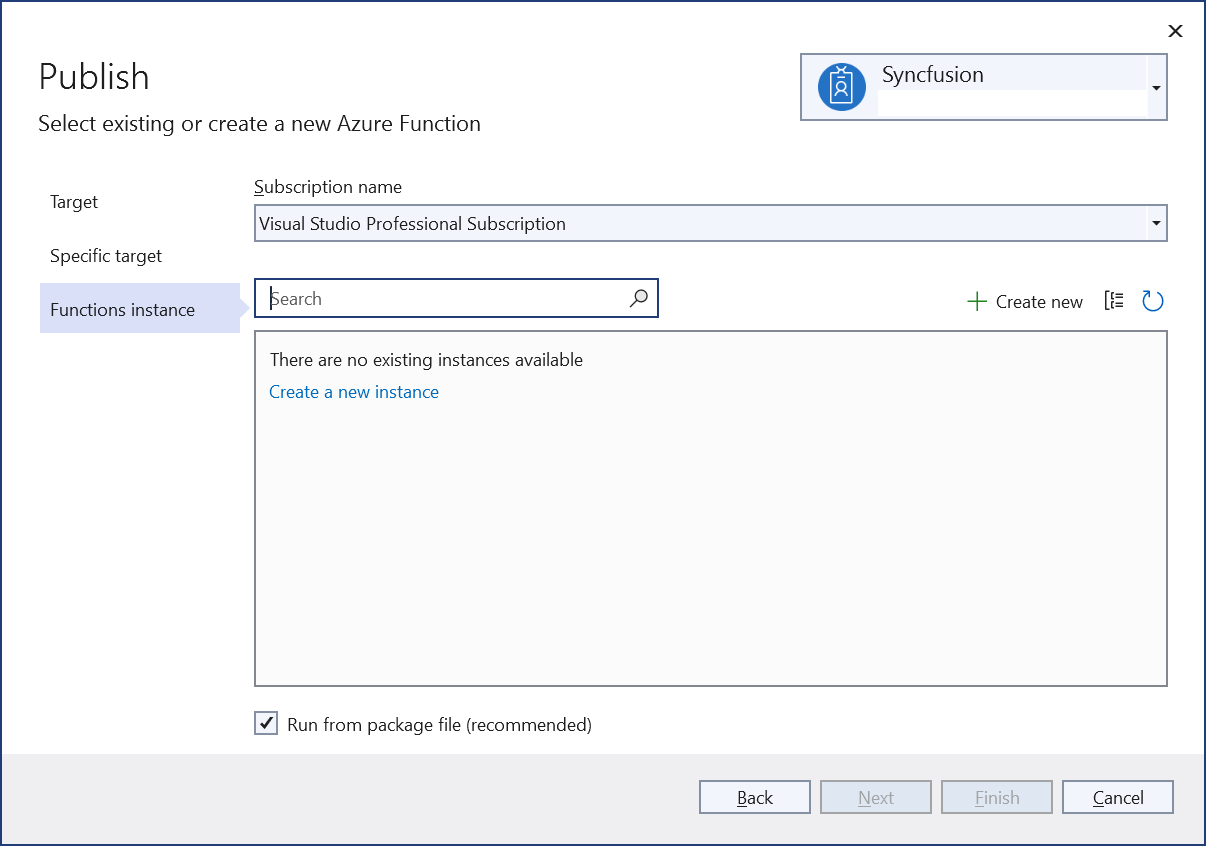 Publish
Select existing or create a new Azure Function
Syncfusion
Target
Specific target
Functions instance
Subscription name
Visual Studio Professional Subscription
Search
Create new
There are no existing instances available
Create a new instance
Run from package file (recommended)
Back
Next
Finish
Cancel